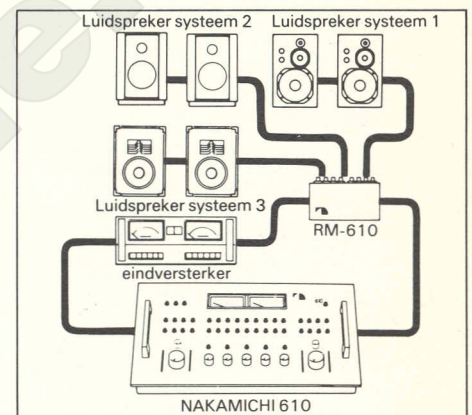 Luidspreker systeem 2 Luidspreker systeem 1
Luidspreker systeem 3
RM-610
eindversterker
NAKAMICHI 610